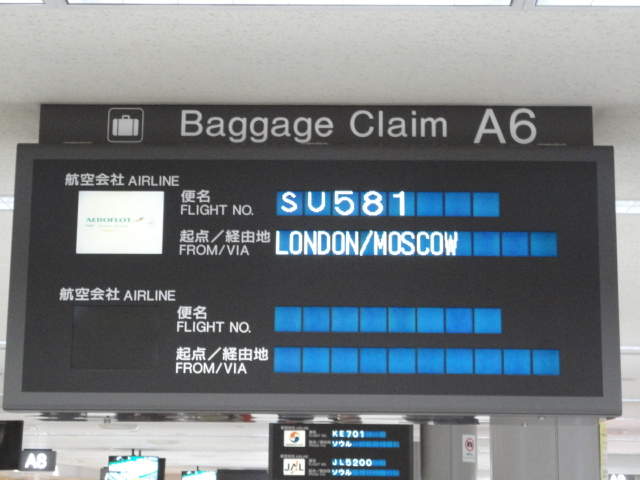 Baggage Claim A6
航空会社 AIRLINE
AEROFLOT
便名
FLIGHT NO.
SU581
起点／経由地
FROM/VIA
LONDON/MOSCOW
航空会社 AIRLINE
便名
FLIGHT NO.
起点／経由地
FROM/VIA
KE701
ソウル
JAL
JL5200
ソウル
A6